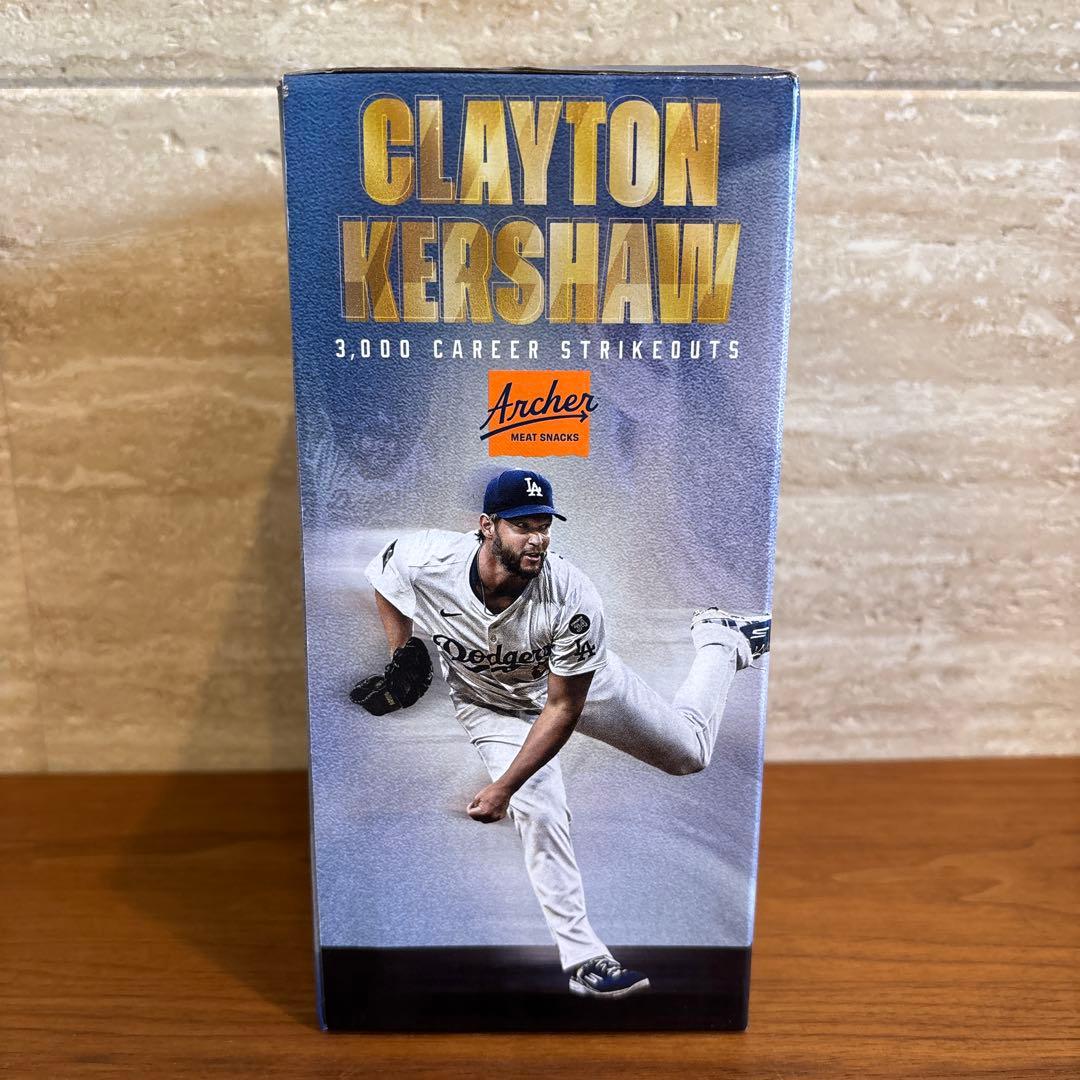 CLAYTON
KERSHAW
3,000 CAREER STRIKEOUTS
Archer
MEAT SNACKS
LA
Dodgers
LA